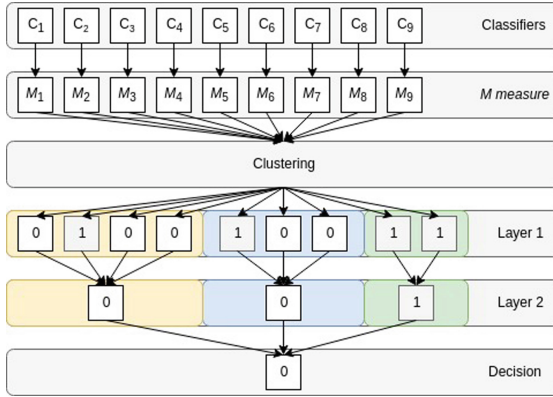 C1 C2 C3 C4 C5 C6 C7 C8 C9 Classifiers
M1 M2 M3 M4 M5 M6 M7 M8 M9 M measure
Clustering
0 1 0 0 1 0 0 1 1 Layer 1
0 0 1 Layer 2
0 Decision